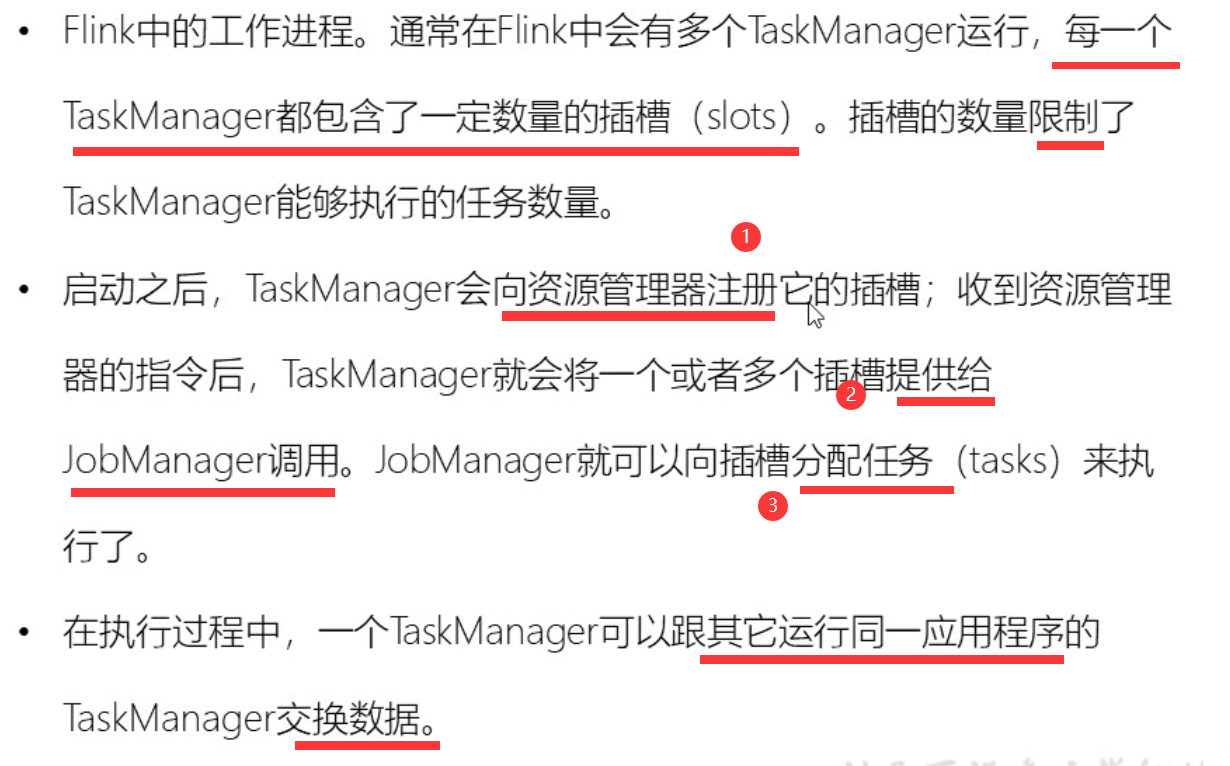 • Flink中的工作进程。通常在Flink中会有多个TaskManager运行，每一个
TaskManager都包含了一定数量的插槽（slots）。插槽的数量限制了
TaskManager能够执行的任务数量。
1
• 启动之后，TaskManager会向资源管理器注册它的插槽；收到资源管理
器的指令后，TaskManager就会将一个或者多个插槽提供给
2
JobManager调用。JobManager就可以向插槽分配任务（tasks）来执
3
行了。
• 在执行过程中，一个TaskManager可以跟其它运行同一应用程序的
TaskManager交换数据。